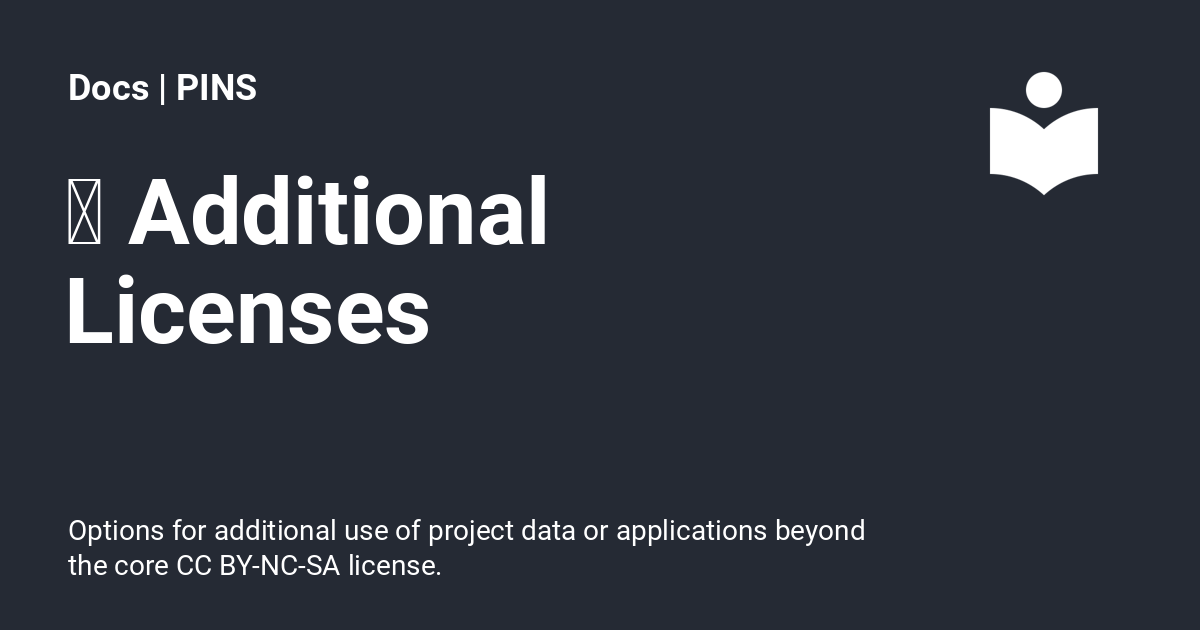 Docs | PINS
Additional
Licenses
Options for additional use of project data or applications beyond
the core CC BY-NC-SA license.